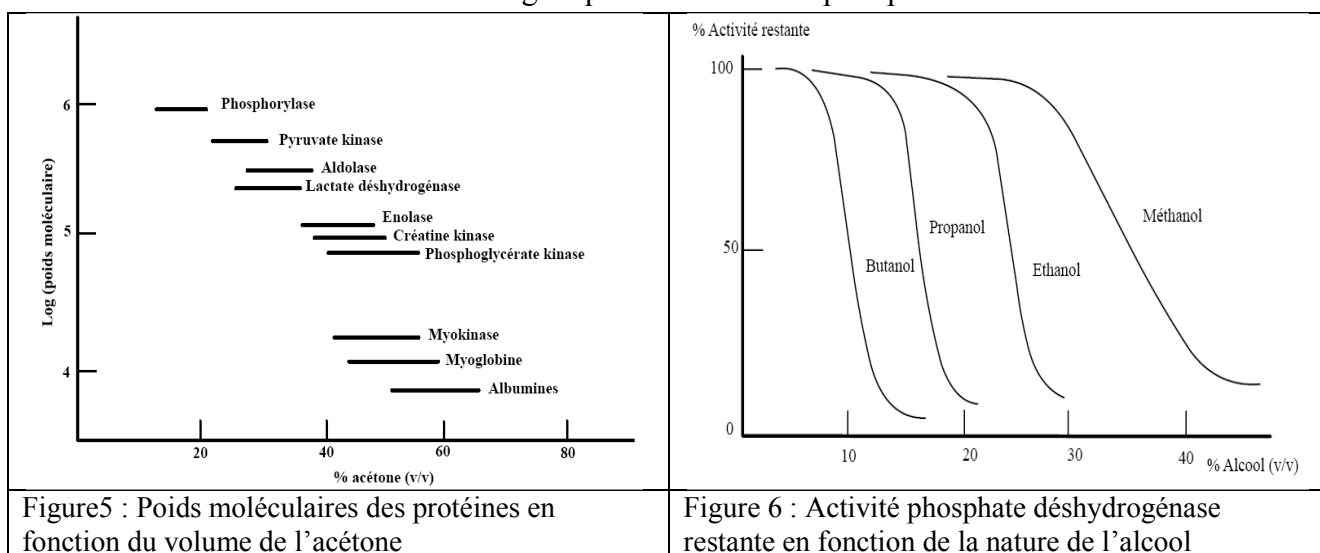 6
5
4
Log (poids moléculaire)
Phosphorylase
Pyruvate kinase
Aldolase
Lactate déshydrogénase
Enolase
Créatine kinase
Phosphoglycérate kinase
Myokinase
Myoglobine
Albumines
20 40 60 80
% acétone (v/v)
% Activité restante
100
50
0
Butanol
Propanol
Ethanol
Méthanol
10 20 30 40
% Alcool (v/v)
Figure5 : Poids moléculaires des protéines en
fonction du volume de l’acétone
Figure 6 : Activité phosphate déshydrogénase
restante en fonction de la nature de l’alcool